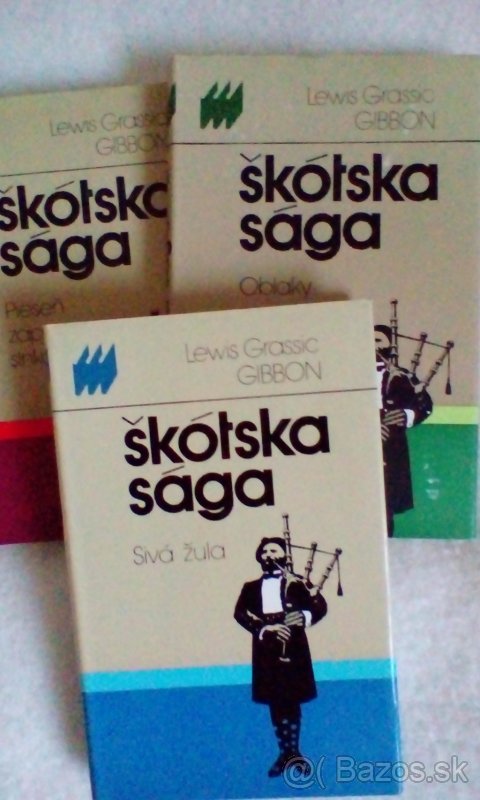 Lewis Grassic
GIBBON
škótska
sága
Pieseň
Lewis Grassic
GIBBON
škótska
sága
Oblaky
Lewis Grassic
GIBBON
škótska
sága
Sivá žula
@ Bazos.sk